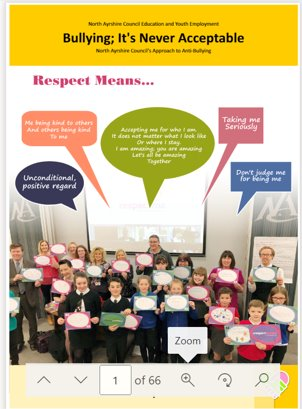 North Ayrshire Council Education and Youth Employment
Bullying; It's Never Acceptable
North Ayrshire Council's Approach to Anti-Bullying
Respect Means...
Me being kind to others
And others being kind
To me
Accepting me for who I am.
It does not matter what I look like
Or where I stay.
I am amazing, you are amazing
Let's all be amazing
Together
Taking me
Seriously
Unconditional,
positive regard
Don't judge me
for being me
Zoom
1 of 66